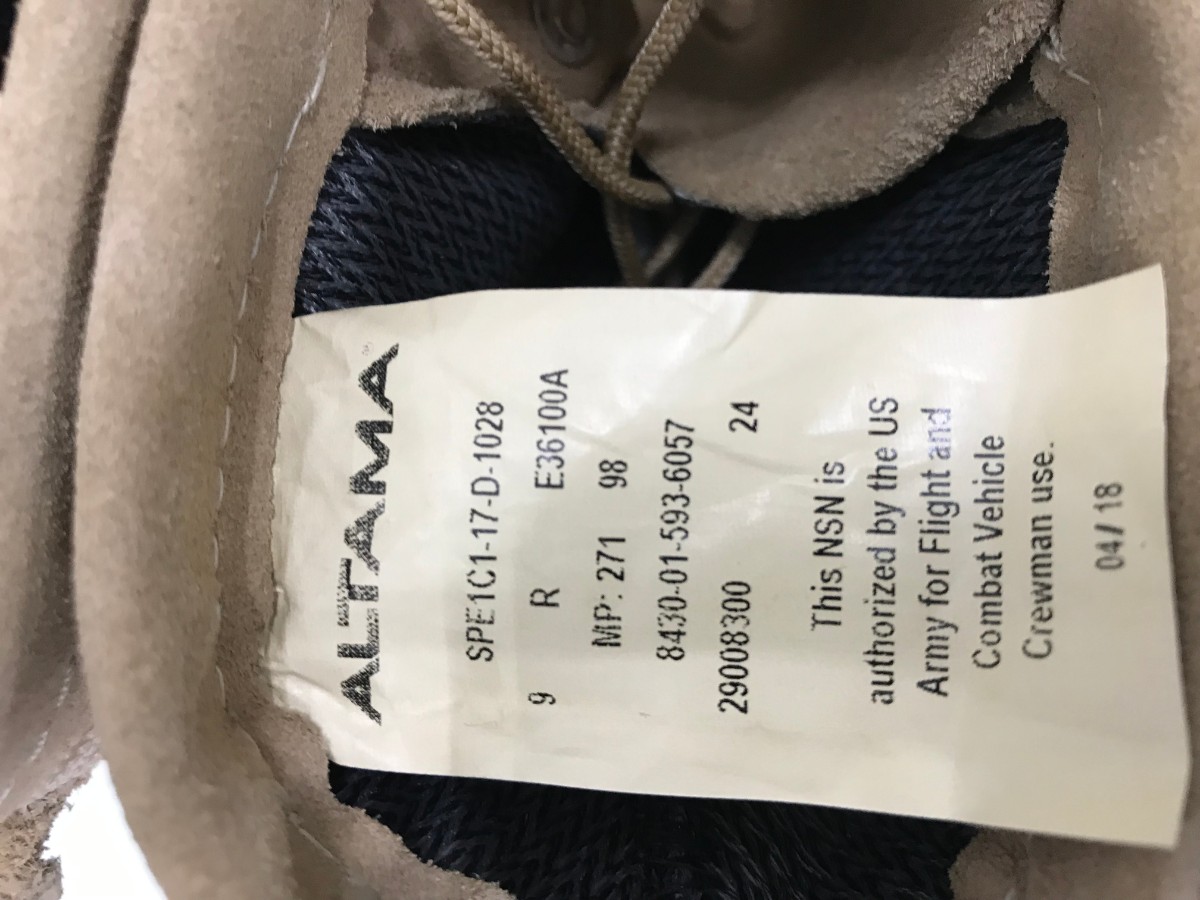 ALTAMA
SPE1C1-17-D-1028
9 R E36100A
MP: 271 98
8430-01-593-6057
29008300 24
This NSN is
authorized by the US
Army for Flight and
Combat Vehicle
Crewman use.
04/ 18